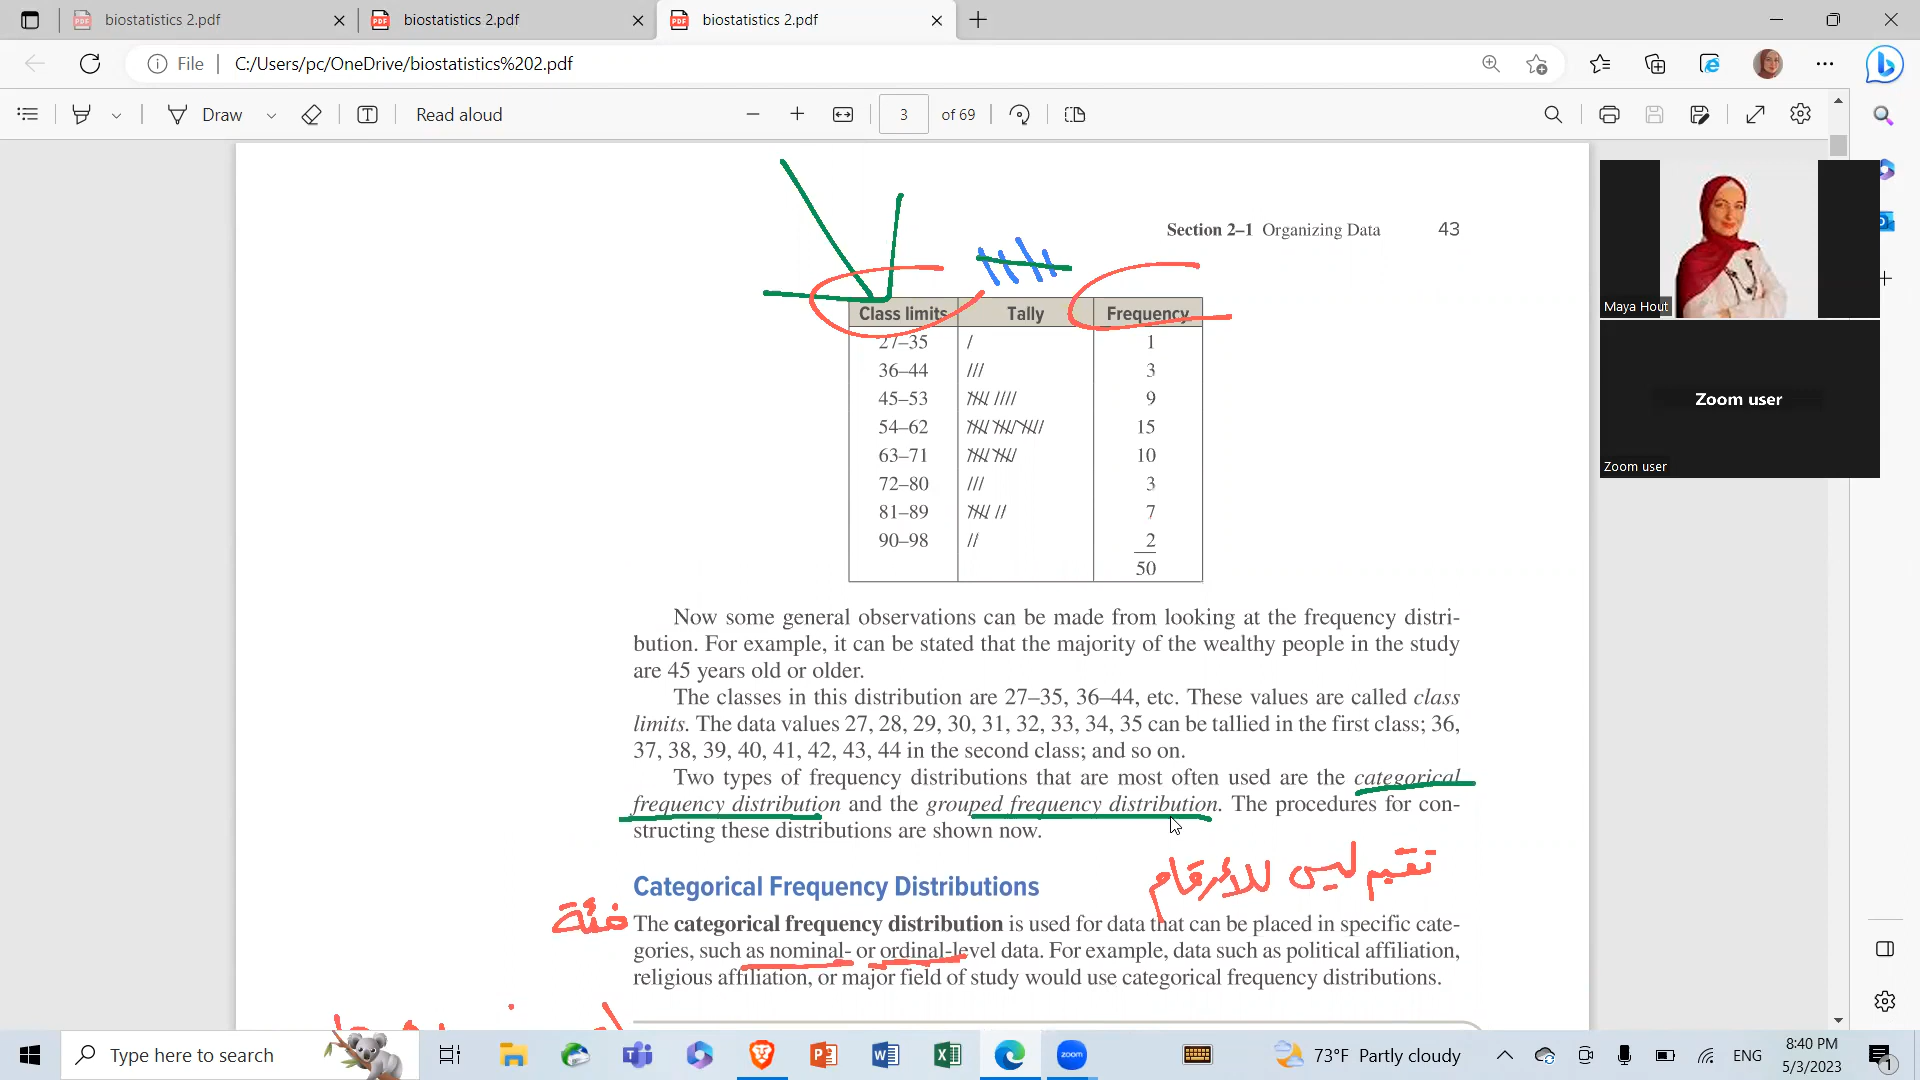 biostatistics 2.pdf
biostatistics 2.pdf
biostatistics 2.pdf
File
C:/Users/pc/OneDrive/biostatistics%202.pdf
Draw
Read aloud
3
of 69
Section 2–1 Organizing Data 43
Class limits Tally Frequency
27–35 / 1
36–44 /// 3
45–53 9
54–62 15
63–71 10
72–80 /// 3
81–89 7
90–98 // 2
50
Now some general observations can be made from looking at the frequency distri-
bution. For example, it can be stated that the majority of the wealthy people in the study
are 45 years old or older.
The classes in this distribution are 27–35, 36–44, etc. These values are called class
limits. The data values 27, 28, 29, 30, 31, 32, 33, 34, 35 can be tallied in the first class; 36,
37, 38, 39, 40, 41, 42, 43, 44 in the second class; and so on.
Two types of frequency distributions that are most often used are the categorical
frequency distribution and the grouped frequency distribution. The procedures for con-
structing these distributions are shown now.
تقييم ليس للأرقام
Categorical Frequency Distributions
فئة
The categorical frequency distribution is used for data that can be placed in specific cate-
gories, such as nominal- or ordinal-level data. For example, data such as political affiliation,
religious affiliation, or major field of study would use categorical frequency distributions.
Maya Hout
Zoom user
Zoom user
Type here to search
zoom
73°F Partly cloudy
ENG
8:40 PM
5/3/2023
1